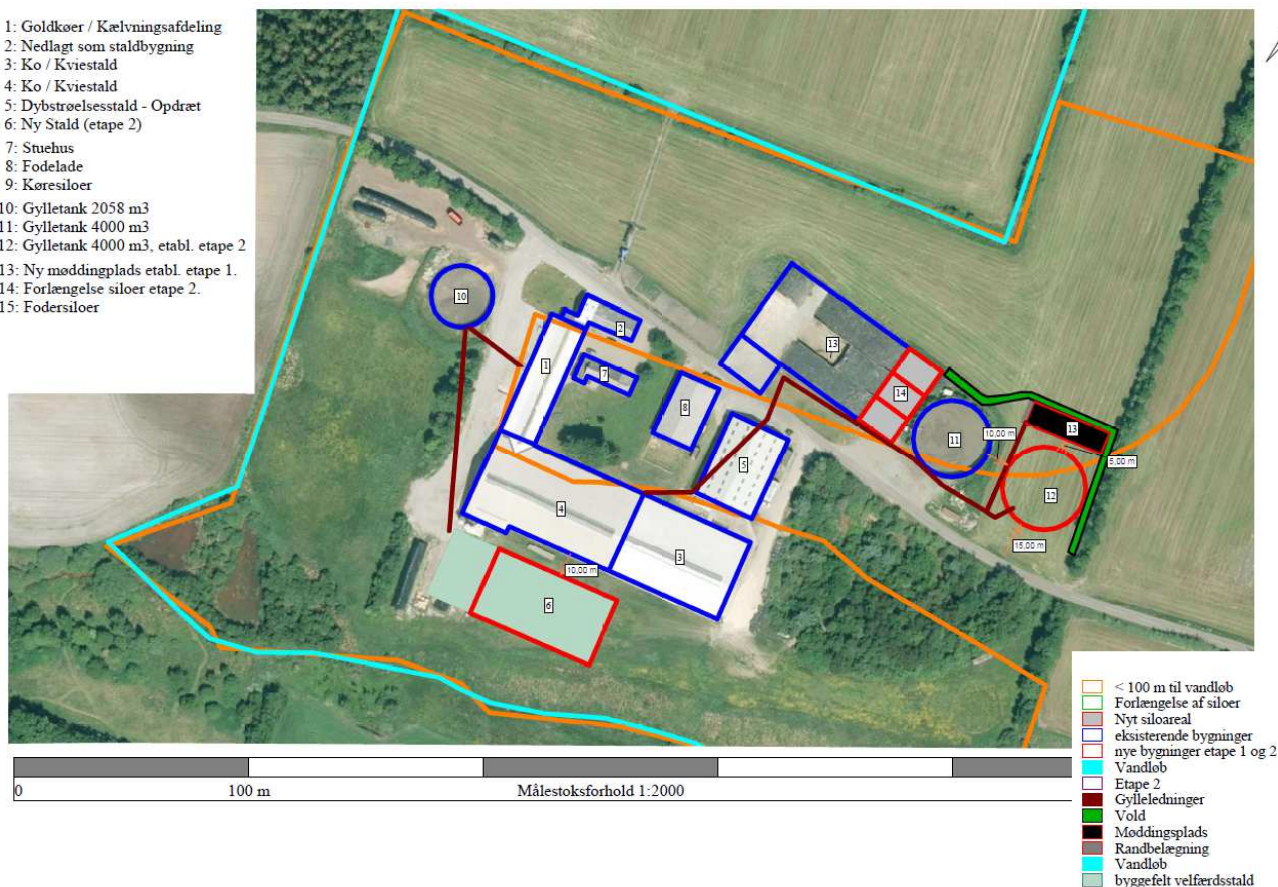 1: Goldkøer / Kælvningsafdeling
2: Nedlagt som staldbygning
3: Ko / Kviestald
4: Ko / Kviestald
5: Dybstrøelsesstald - Opdræt
6: Ny Stald (etape 2)
7: Stuehus
8: Fodelade
9: Køresiloer
10: Gylletank 2058 m3
11: Gylletank 4000 m3
12: Gylletank 4000 m3, etabl. etape 2
13: Ny møddingplads etabl. etape 1.
14: Forlængelse siloer etape 2.
15: Fodersiloer
10
2
1
7
13
8
14
11
10,00 m
13
5,00 m
5
12
4
15,00 m
3
10,00 m
6
< 100 m til vandløb
Forlængelse af siloer
Nyt siloareal
eksisterende bygninger
nye bygninger etape 1 og 2
Vandløb
Etape 2
Gylleledninger
Vold
Møddingsplads
Randbelægning
Vandløb
byggefelt velfærdsstald
0
100 m
Målestoksforhold 1:2000